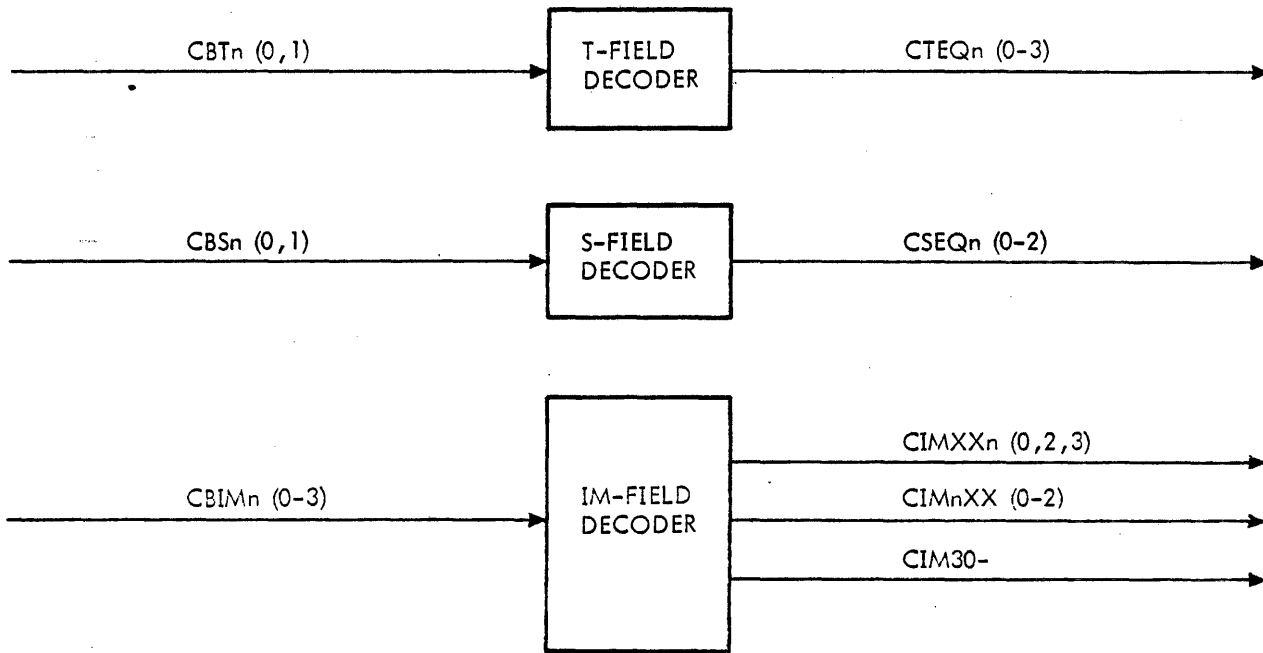 CBTn (0,1)
T-FIELD
DECODER
CTEQn (0-3)
CBSn (0,1)
S-FIELD
DECODER
CSEQn (0-2)
CBIMn (0-3)
IM-FIELD
DECODER
CIMXXn (0,2,3)
CIMnXX (0-2)
CIM30-